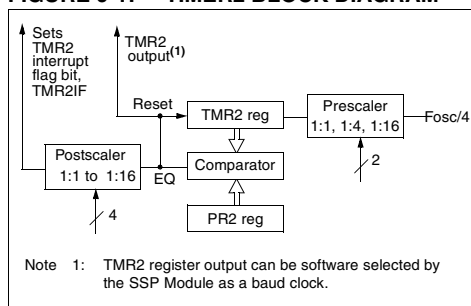 FIGURE 9-1: TIMER2 BLOCK DIAGRAM
Sets
TMR2
interrupt
flag bit,
TMR2IF
TMR2
output(1)
Reset
TMR2 reg
Prescaler
1:1, 1:4, 1:16
Fosc/4
2
Postscaler
1:1 to 1:16
EQ
Comparator
4
PR2 reg
Note 1: TMR2 register output can be software selected by
the SSP Module as a baud clock.